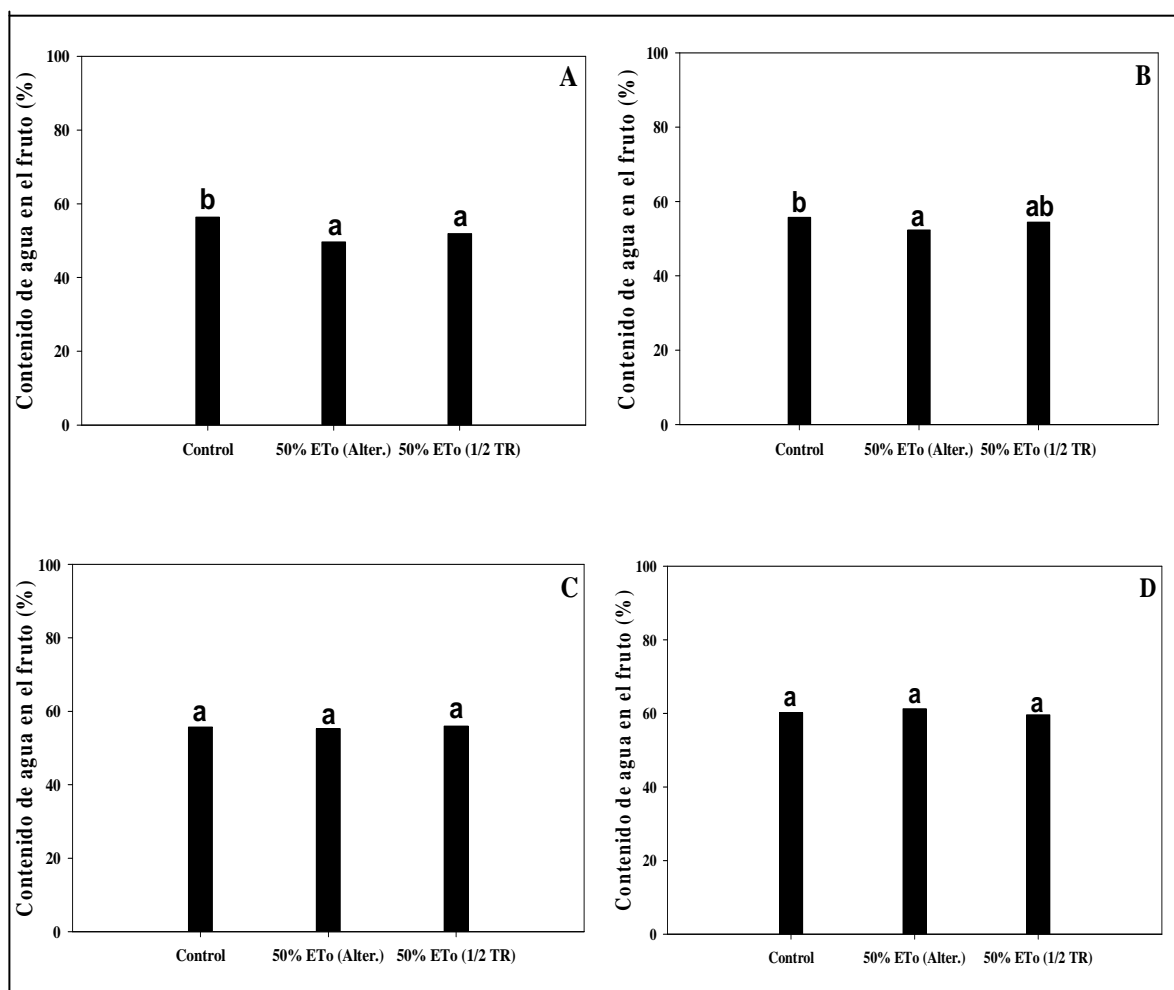 A
Contenido de agua en el fruto (%)
100
80
60
40
20
0
b
a
a
Control
50% ETo (Alter.)
50% ETo (1/2 TR)
B
Contenido de agua en el fruto (%)
100
80
60
40
20
0
b
a
ab
Control
50% ETo (Alter.)
50% ETo (1/2 TR)
C
Contenido de agua en el fruto (%)
100
80
60
40
20
0
a
a
a
Control
50% ETo (Alter.)
50% ETo (1/2 TR)
D
Contenido de agua en el fruto (%)
100
80
60
40
20
0
a
a
a
Control
50% ETo (Alter.)
50% ETo (1/2 TR)